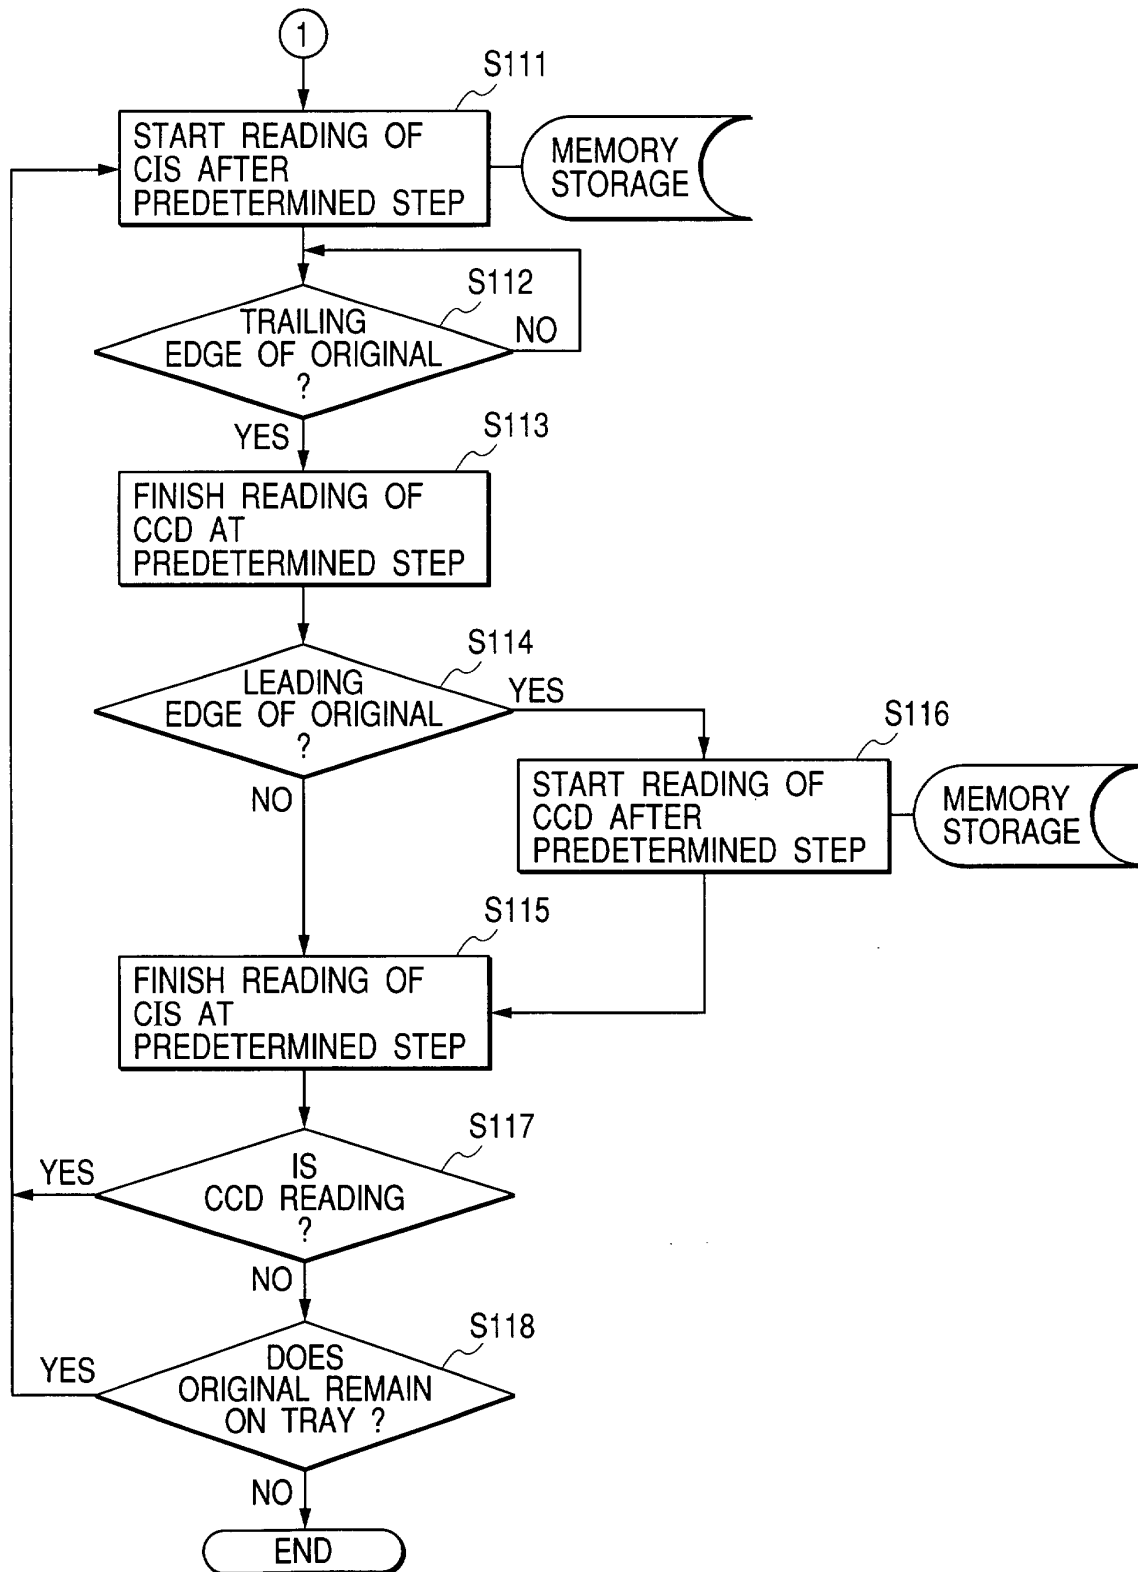 1
S111
START READING OF
CIS AFTER
PREDETERMINED STEP
MEMORY
STORAGE
S112
TRAILING
EDGE OF ORIGINAL
?
NO
YES
S113
FINISH READING OF
CCD AT
PREDETERMINED STEP
S114
LEADING
EDGE OF ORIGINAL
?
YES
NO
S116
START READING OF
CCD AFTER
PREDETERMINED STEP
MEMORY
STORAGE
S115
FINISH READING OF
CIS AT
PREDETERMINED STEP
S117
YES
IS
CCD READING
?
NO
S118
YES
DOES
ORIGINAL REMAIN
ON TRAY ?
NO
END